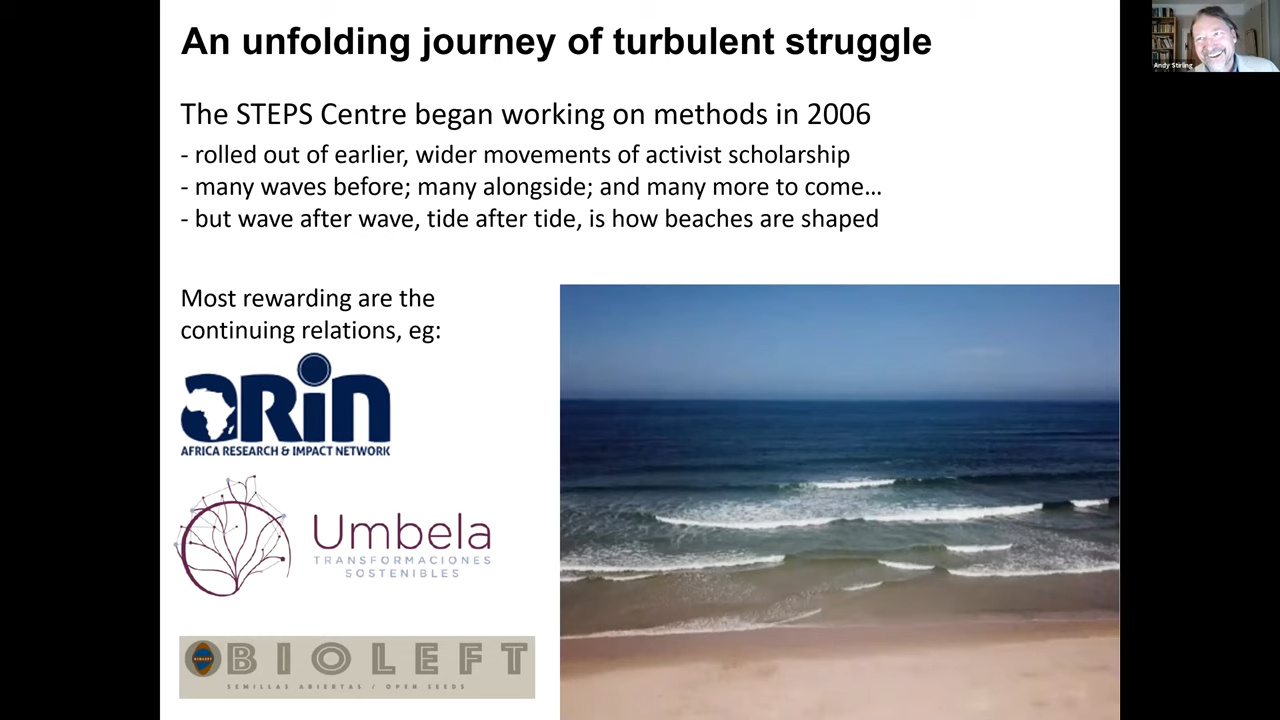 An unfolding journey of turbulent struggle
Andy Stirling
The STEPS Centre began working on methods in 2006
- rolled out of earlier, wider movements of activist scholarship
- many waves before; many alongside; and many more to come…
- but wave after wave, tide after tide, is how beaches are shaped
Most rewarding are the
continuing relations, eg:
aRin
AFRICA RESEARCH & IMPACT NETWORK
Umbela
TRANSFORMACIONES
SOSTENIBLES
BIOLEFT
SEMILLAS ABIERTAS / OPEN SEEDS